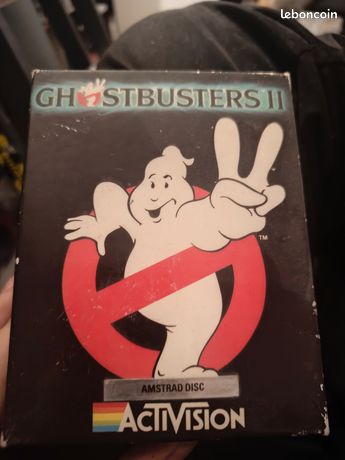 leboncoin
GHOSTBUSTERS II
TM
AMSTRAD DISC
ACTIVISION